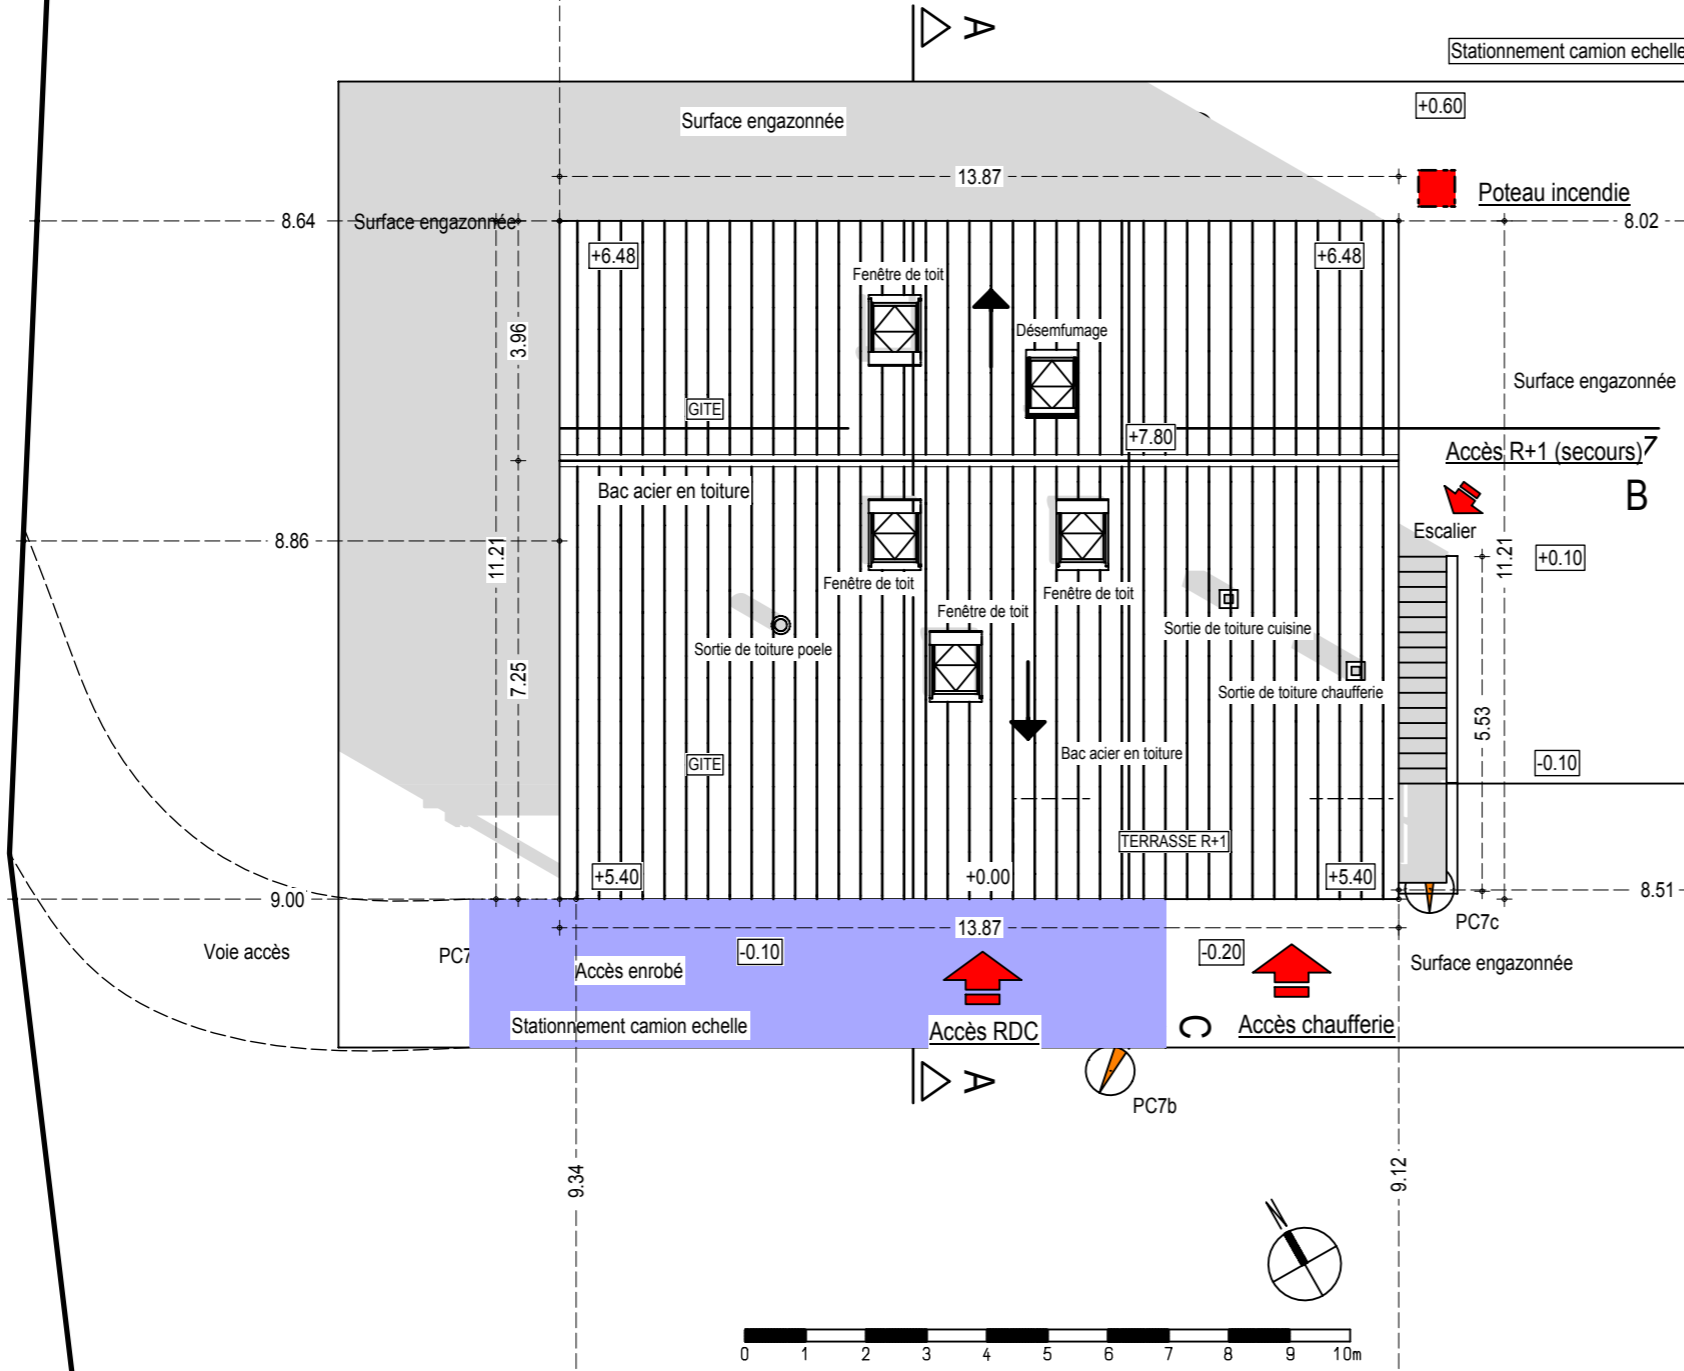 A
Stationnement camion echelle
+0.60
Surface engazonnée
13.87
Poteau incendie
8.64
Surface engazonnée
8.02
+6.48
+6.48
Fenêtre de toit
Désemfumage
3.96
Surface engazonnée
GITE
+7.80
Accès R+1 (secours)
Bac acier en toiture
B
Escalier
8.86
11.21
11.21
+0.10
Fenêtre de toit
Fenêtre de toit
Fenêtre de toit
Sortie de toiture cuisine
Sortie de toiture poele
7.25
Sortie de toiture chaufferie
5.53
Bac acier en toiture
GITE
-0.10
TERRASSE R+1
+5.40
+0.00
+5.40
9.00
8.51
PC7c
13.87
Voie accès
PC7
-0.10
-0.20
Accès enrobé
Surface engazonnée
Stationnement camion echelle
Accès RDC
C
Accès chaufferie
A
PC7b
9.34
9.12
N
0 1 2 3 4 5 6 7 8 9 10m